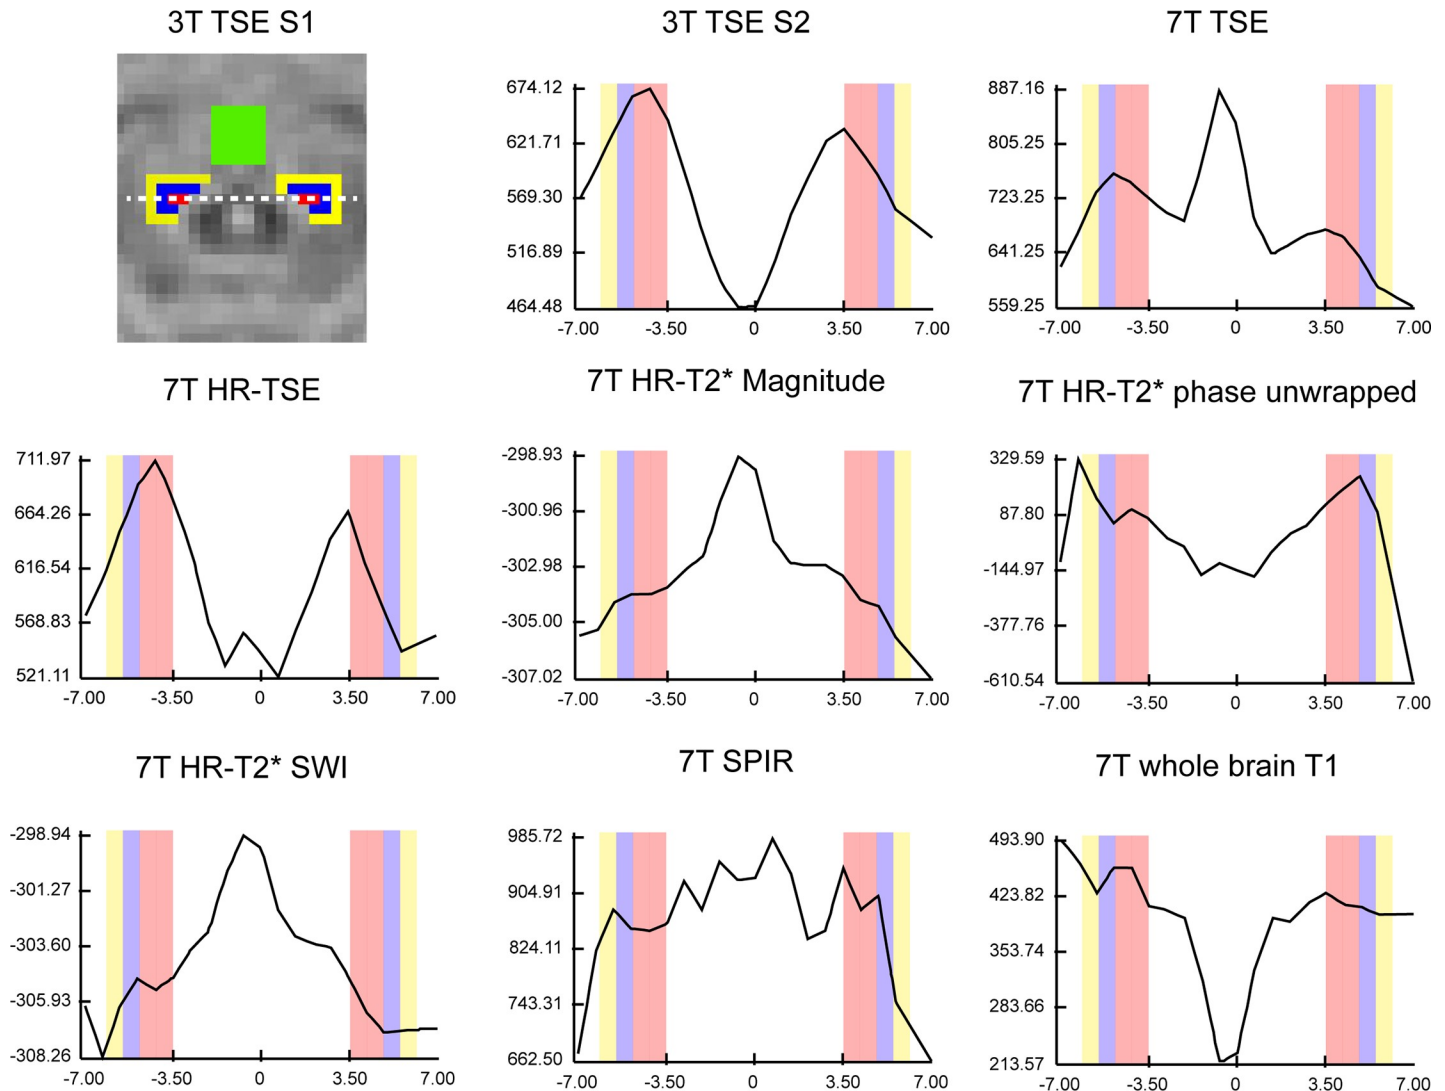 3T TSE S1
3T TSE S2
674.12
621.71
569.30
516.89
464.48
-7.00 -3.50 0 3.50 7.00
7T TSE
887.16
805.25
723.25
641.25
559.25
-7.00 -3.50 0 3.50 7.00
7T HR-TSE
711.97
664.26
616.54
568.83
521.11
-7.00 -3.50 0 3.50 7.00
7T HR-T2* Magnitude
-298.93
-300.96
-302.98
-305.00
-307.02
-7.00 -3.50 0 3.50 7.00
7T HR-T2* phase unwrapped
329.59
87.80
-144.97
-377.76
-610.54
-7.00 -3.50 0 3.50 7.00
7T HR-T2* SWI
-298.94
-301.27
-303.60
-305.93
-308.26
-7.00 -3.50 0 3.50 7.00
7T SPIR
985.72
904.91
824.11
743.31
662.50
-7.00 -3.50 0 3.50 7.00
7T whole brain T1
493.90
423.82
353.74
283.66
213.57
-7.00 -3.50 0 3.50 7.00